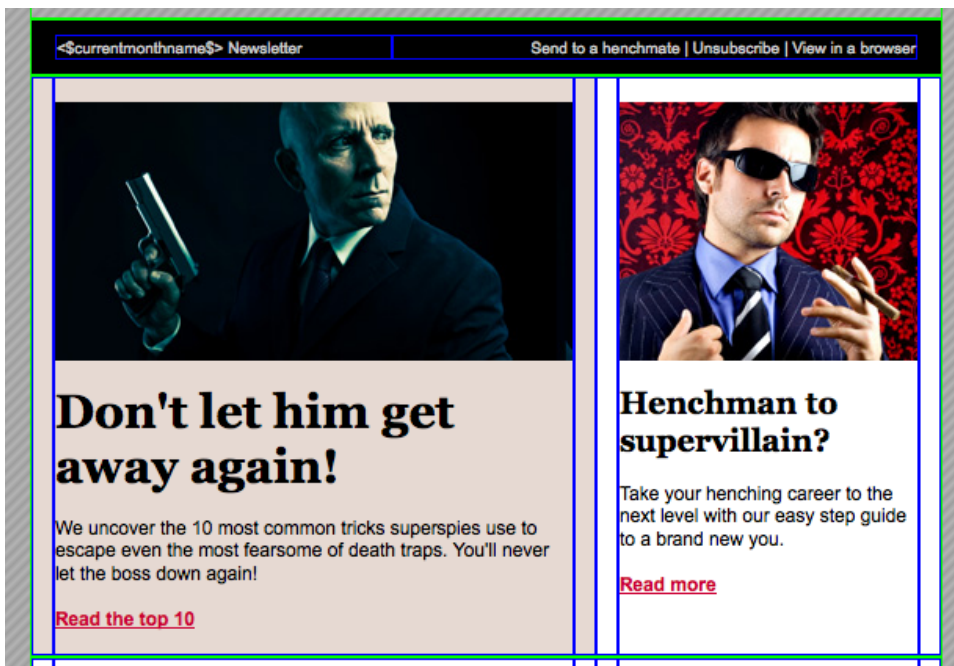 <$currentmonthname$> Newsletter
Send to a henchmate | Unsubscribe | View in a browser
Don't let him get
away again!
We uncover the 10 most common tricks superspies use to
escape even the most fearsome of death traps. You'll never
let the boss down again!
Read the top 10
Henchman to
supervillain?
Take your henching career to the
next level with our easy step guide
to a brand new you.
Read more